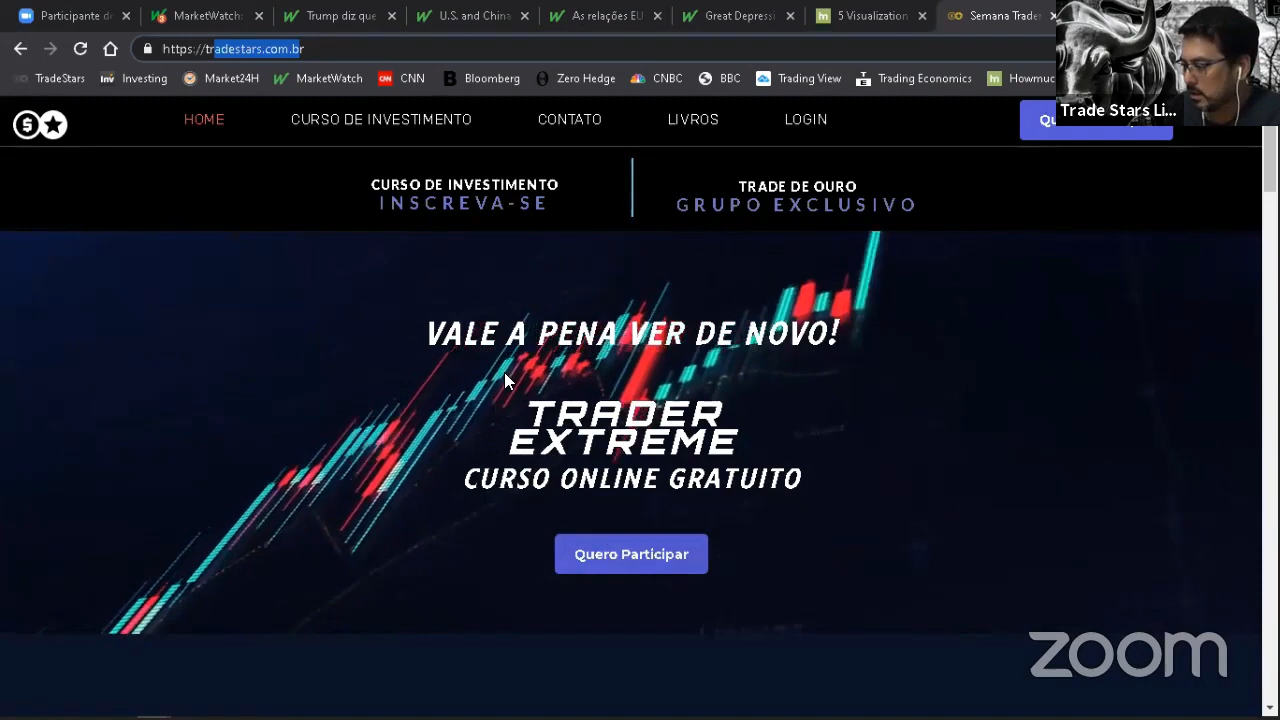 Participante d
MarketWatch:
Trump diz que
U.S. and China
As relações EU
Great Depressi
5 Visualization
Semana Trader
https://tradestars.com.br
TradeStars
Investing
Market24H
MarketWatch
CNN
Bloomberg
Zero Hedge
CNBC
BBC
Trading View
Trading Economics
Howmuc
Trade Stars Li...
HOME
CURSO DE INVESTIMENTO
CONTATO
LIVROS
LOGIN
CURSO DE INVESTIMENTO
INSCREVA-SE
TRADE DE OURO
GRUPO EXCLUSIVO
VALE A PENA VER DE NOVO!
TRADER
EXTREME
CURSO ONLINE GRATUITO
Quero Participar
zoom